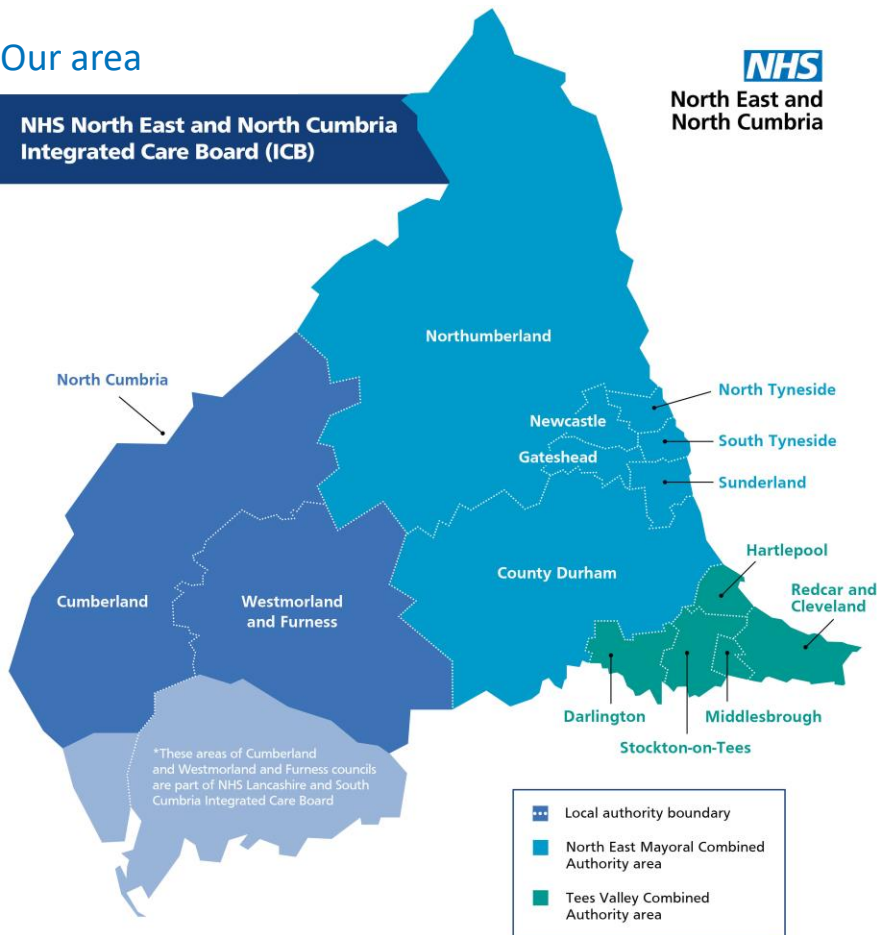 Our area
NHS
North East and
North Cumbria
NHS North East and North Cumbria
Integrated Care Board (ICB)
Northumberland
North Cumbria
North Tyneside
Newcastle
South Tyneside
Gateshead
Sunderland
Hartlepool
County Durham
Redcar and
Cleveland
Cumberland
Westmorland
and Furness
Darlington
Middlesbrough
Stockton-on-Tees
*These areas of Cumberland
and Westmorland and Furness councils
are part of NHS Lancashire and South
Cumbria Integrated Care Board
Local authority boundary
North East Mayoral Combined
Authority area
Tees Valley Combined
Authority area